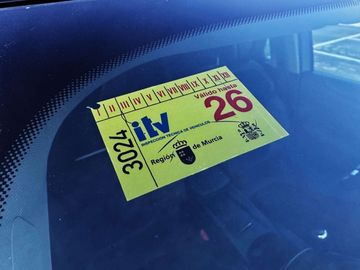 I II III IV V VI VII VIII IX X XI XII
Válido hasta
26
3024
itv
INSPECCIÓN TÉCNICA DE VEHÍCULOS
Región de Murcia